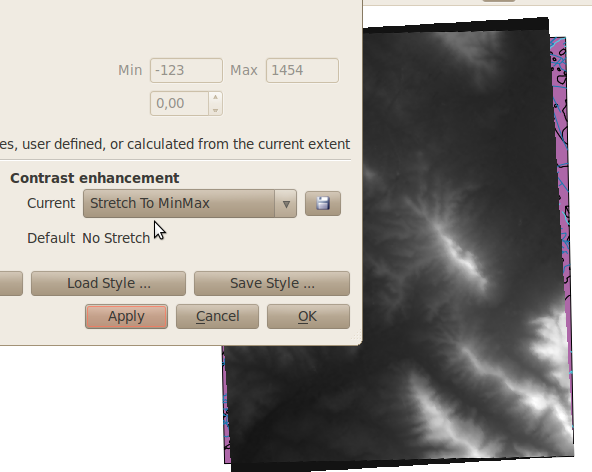 Min -123 Max 1454
0,00
es, user defined, or calculated from the current extent
Contrast enhancement
Current Stretch To MinMax
Default No Stretch
Load Style ... Save Style ...
Apply Cancel OK